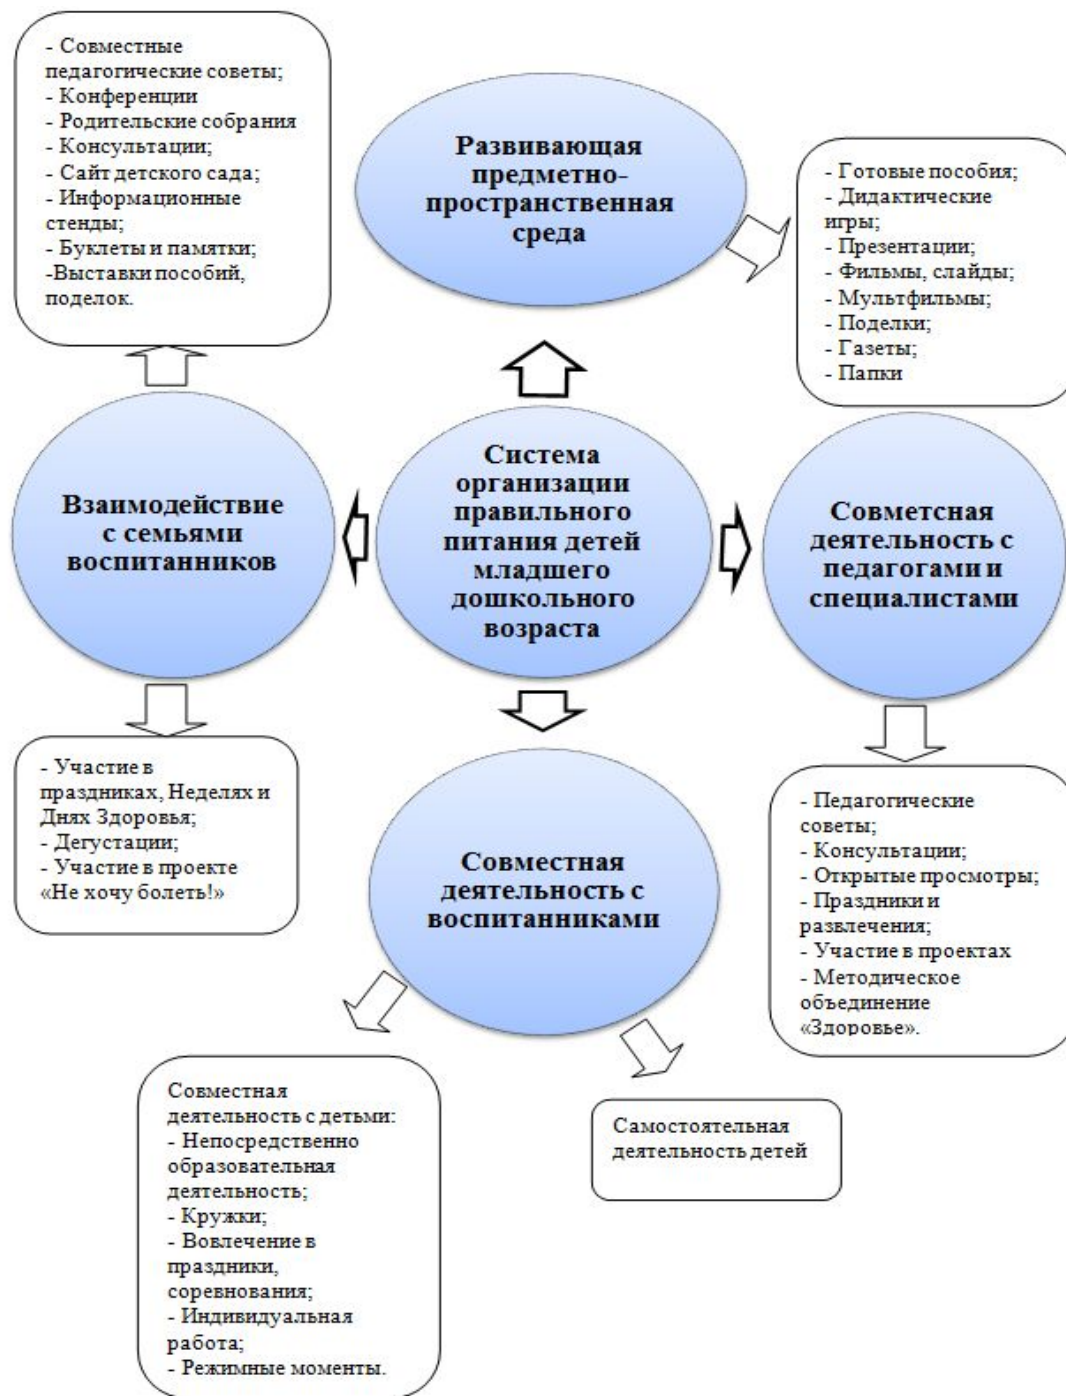 - Совместные
педагогические советы;
- Конференции
- Родительские собрания
- Консультации;
- Сайт детского сада;
- Информационные
стенды;
- Буклеты и памятки;
-Выставки пособий,
поделок.
Развивающая
предметно-
пространственная
среда
- Готовые пособия;
- Дидактические
игры;
- Презентации;
- Фильмы, слайды;
- Мультфильмы;
- Поделки;
- Газеты;
- Папки
Взаимодействие
с семьями
воспитанников
Система
организации
правильного
питания детей
младшего
дошкольного
возраста
Совметсная
деятельность с
педагогами и
специалистами
- Участие в
праздниках, Неделях и
Днях Здоровья;
- Дегустации;
- Участие в проекте
«Не хочу болеть!»
Совместная
деятельность с
воспитанниками
- Педагогические
советы;
- Консультации;
- Открытые просмотры;
- Праздники и
развлечения;
- Участие в проектах
- Методическое
объединение
«Здоровье».
Совместная
деятельность с детьми:
- Непосредственно
образовательная
деятельность;
- Кружки;
- Вовлечение в
праздники,
соревнования;
- Индивидуальная
работа;
- Режимные моменты.
Самостоятельная
деятельность детей